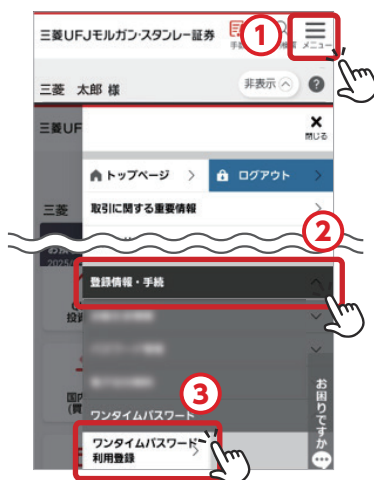 三菱UFJモルガン・スタンレー証券
1
メニュー
三菱 太郎 様
非表示
?
三菱UF
×
閉じる
トップページ
ログアウト
三菱
取引に関する重要情報
2
登録情報・手続
3
ワンタイムパスワード
ワンタイムパスワード
利用登録
お困りですか